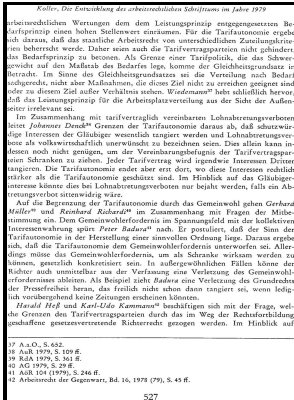 Koller, Die Entwicklung des arbeitsrechtlichen Schrifttums im Jahre 1979
arbeitsrechtlichen Wertungen dem dem Leistungsprinzip entgegengesetzten Be-
darfsprinzip einen hohen Stellenwert einräumen. Für die Tarifautonomie ergebe
sich daraus, daß das staatliche Arbeitsrecht von unterschiedlichen Zuteilungskrite-
rien beherrscht werde. Daher seien auch die Tarifvertragsparteien nicht gehindert,
das Bedarfsprinzip zu betonen. Als Grenze einer Tarifpolitik, die das Schwer-
gewicht auf den Maßstab des Bedarfes lege, komme der Gleichheitsgrundsatz in
Betracht. Im Sinne des Gleichheitsgrundsatzes sei die Verteilung nach Bedarf
sachgerecht, nicht aber Maßnahmen, die dieses Ziel nicht zu erreichen geeignet sind
oder zu diesem Ziel außer Verhältnis stehen. Wiedemann hebt schließlich hervor,
daß das Leistungsprinzip für die Arbeitsplatzverteilung aus der Sicht der Außen-
seiter irrelevant sei.
Im Zusammenhang mit tarifvertraglich vereinbarten Lohnabtretungsverboten
leitet Johannes Denck Grenzen der Tarifautonomie daraus ab, daß schutzwür-
dige Interessen der Gläubiger wesentlich tangiert werden und Lohnabtretungsver-
bote als volkswirtschaftlich unerwünscht zu bezeichnen seien. Dies allein kann in-
dessen noch nicht genügen, um der Vereinbarungsbefugnis der Tarifvertragspar-
teien Schranken zu ziehen. Jeder Tarifvertrag wird irgendwie Interessen Dritter
tangieren. Die Tarifautonomie endet aber erst dort, wo diese Interessen rechtlich
stärker als die Tarifautonomie geschützt sind. Im Hinblick auf das Gläubiger-
interesse könnte dies bei Lohnabtretungsverboten nur bejaht werden, falls ein Ab-
tretungsverbot sittenwidrig wäre.
Auf die Begrenzung der Tarifautonomie durch das Gemeinwohl gehen Gerhard
Müller und Reinhard Richardi im Zusammenhang mit Fragen der Mitbe-
stimmung ein. Dem Gemeinwohlerfordernis im Spannungsfeld mit der kollektiven
Interessenwahrung spürt Peter Badura nach. Er postuliert, daß der Sinn der
Tarifautonomie in der Herstellung einer sinnvollen Ordnung liege. Daraus ergebe
sich, daß die Tarifautonomie dem Gemeinwohlerfordernis unterworfen sei. Aller-
dings müsse das Gemeinwohlerfordernis, um als Schranke wirksam werden zu
können, gesetzlich konkretisiert sein. In außergewöhnlichen Fällen könne der
Richter auch unmittelbar aus der Verfassung eine Verletzung des Gemeinwohl-
erfordernisses ableiten. Als Beispiel zieht Badura eine Verletzung des Grundrechts
der Pressefreiheit heran, das freilich nicht schon dann tangiert sei, wenn ledig-
lich vorübergehend keine Zeitungen erscheinen könnten.
Harald Heß und Karl-Udo Kammann beschäftigen sich mit der Frage, wel-
che Grenzen den Tarifvertragsparteien durch das im Weg der Rechtsfortbildung
geschaffene gesetzesvertretende Richterrecht gezogen werden. Im Hinblick auf
37 A.a.O., S. 652.
38 AuR 1979, S. 109 ff.
39 RdA 1979, S. 361 ff.
40 AG 1979, S. 29 ff.
41 AöR 104 (1979), S. 246 ff.
42 Arbeitsrecht der Gegenwart, Bd. 16, 1978 (79), S. 45 ff.
527